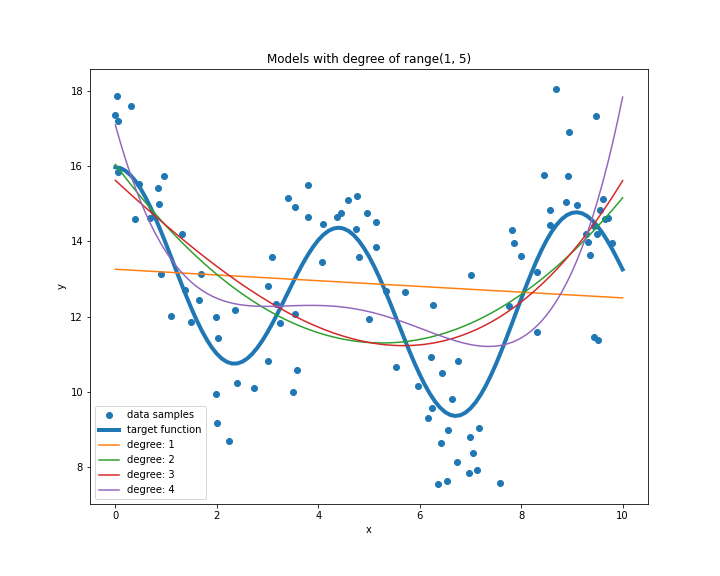 Models with degree of range(1, 5)
18
16
14
12
10
8
y
data samples
target function
degree: 1
degree: 2
degree: 3
degree: 4
0
2
4
6
8
10
x